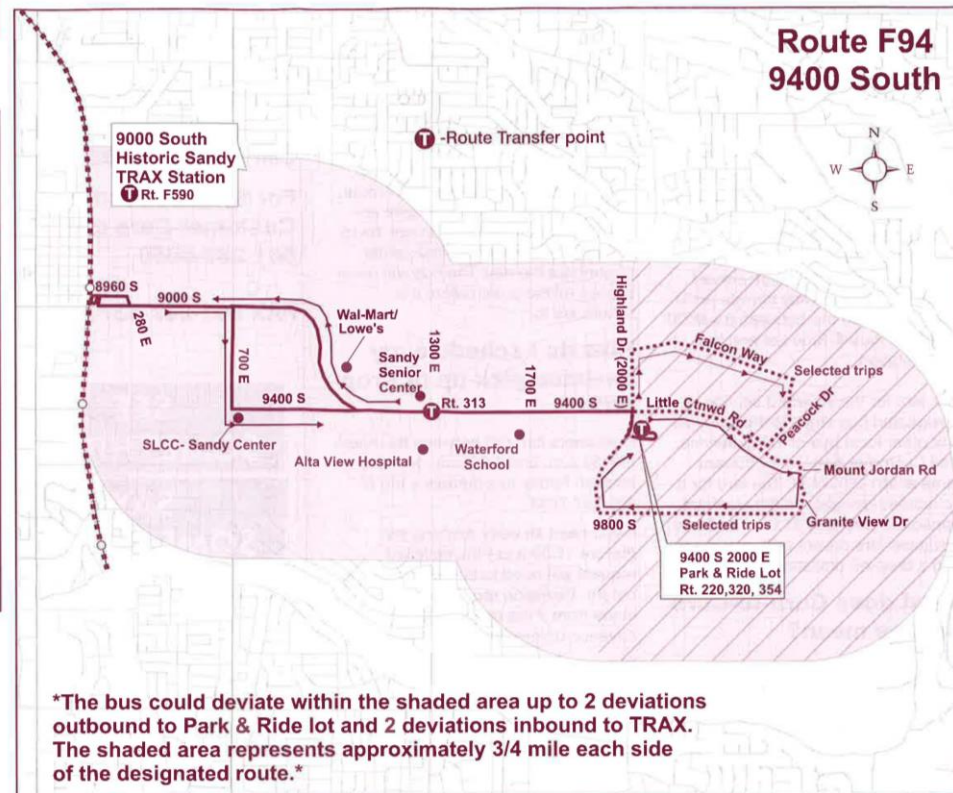 Route F94
9400 South
9000 South
Historic Sandy
TRAX Station
T Rt. F590
T -Route Transfer point
N
W E
S
8960 S
280 E
9000 S
700 E
Wal-Mart/
Lowe's
Sandy
Senior
Center
1300 E
1700 E
Highland Dr (2000 E)
Falcon Way
Selected trips
Peacock Dr
Little Ctnwd Rd
9400 S
T Rt. 313
9400 S
T
SLCC- Sandy Center
Alta View Hospital
Waterford
School
Mount Jordan Rd
Granite View Dr
9800 S
Selected trips
9400 S 2000 E
Park & Ride Lot
Rt. 220,320, 354
*The bus could deviate within the shaded area up to 2 deviations
outbound to Park & Ride lot and 2 deviations inbound to TRAX.
The shaded area represents approximately 3/4 mile each side
of the designated route.*